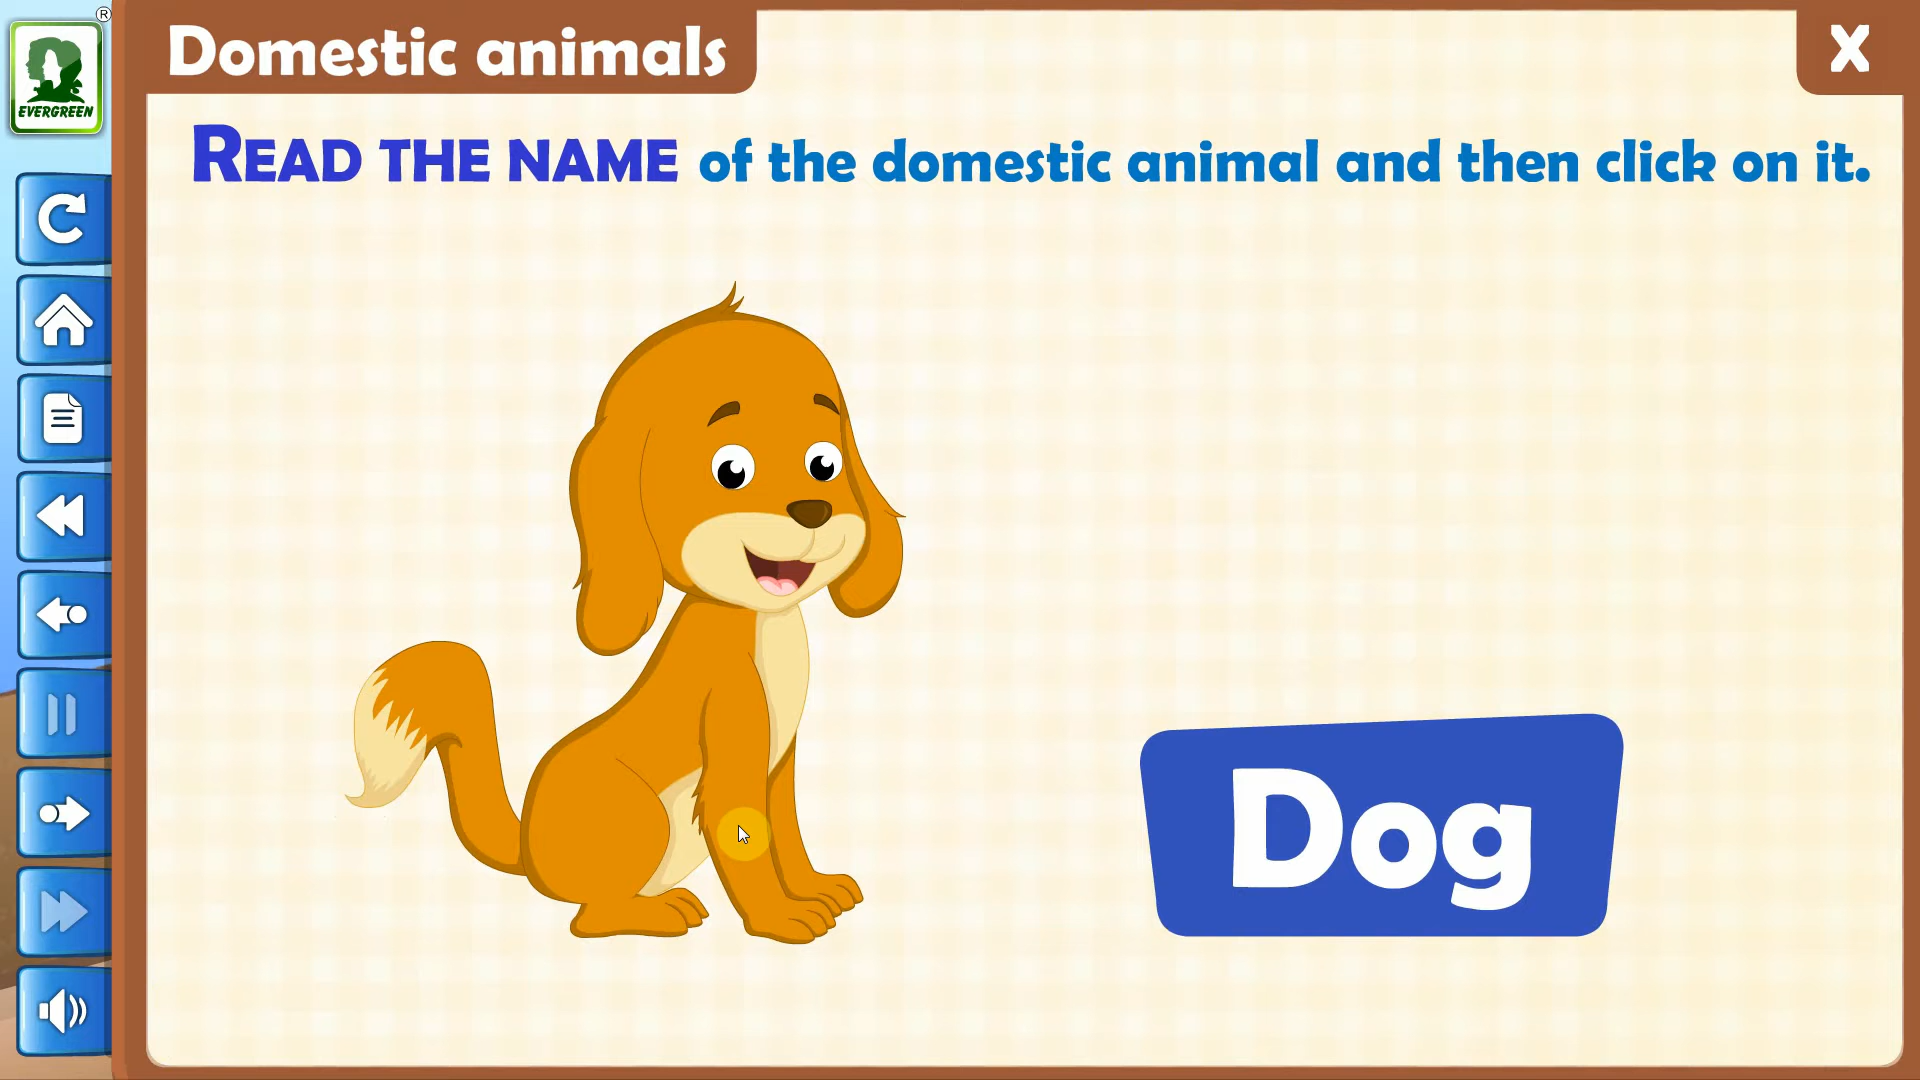 ®
EVERGREEN
Domestic animals
X
READ THE NAME of the domestic animal and then click on it.
Dog